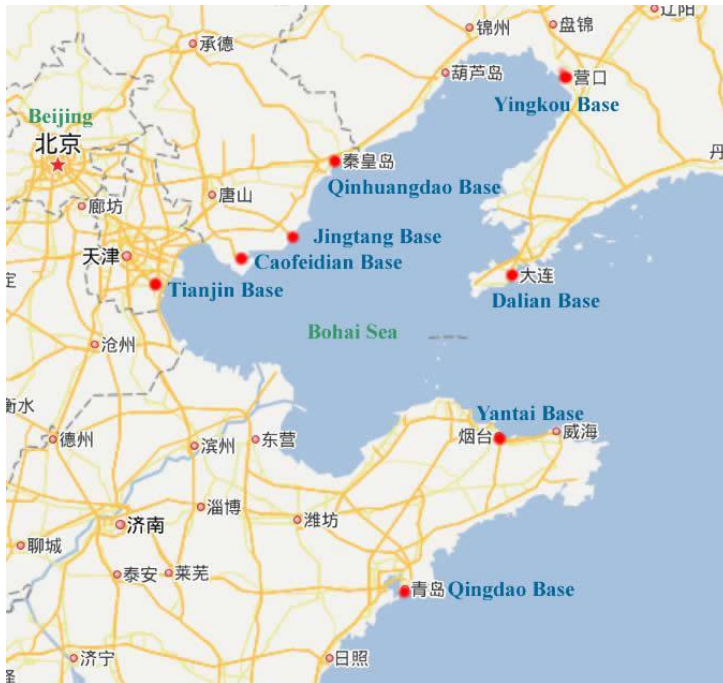 辽阳
锦州
盘锦
承德
葫芦岛
营口
Yingkou Base
Beijing
北京
丹
秦皇岛
唐山
Qinhuangdao Base
廊坊
Jingtang Base
天津
Caofeidian Base
大连
定
Tianjin Base
Dalian Base
Bohai Sea
沧州
衡水
Yantai Base
德州
滨州
东营
烟台
威海
淄博
潍坊
济南
聊城
泰安
莱芜
青岛
Qingdao Base
济宁
日照